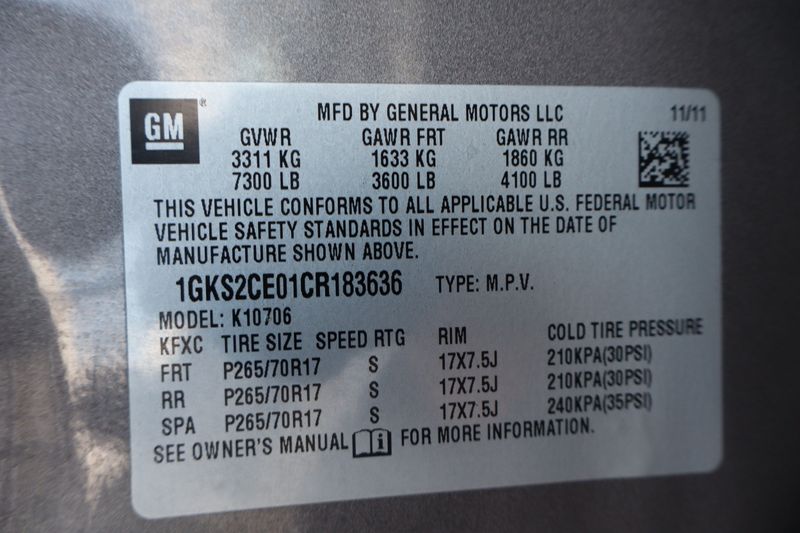 GM®
MFD BY GENERAL MOTORS LLC 11/11
GVWR GAWR FRT GAWR RR
3311 KG 1633 KG 1860 KG
7300 LB 3600 LB 4100 LB
THIS VEHICLE CONFORMS TO ALL APPLICABLE U.S. FEDERAL MOTOR
VEHICLE SAFETY STANDARDS IN EFFECT ON THE DATE OF
MANUFACTURE SHOWN ABOVE.
1GKS2CE01CR183636 TYPE: M.P.V.
MODEL: K10706
KFXC TIRE SIZE SPEED RTG RIM COLD TIRE PRESSURE
FRT P265/70R17 S 17X7.5J 210KPA(30PSI)
RR P265/70R17 S 17X7.5J 210KPA(30PSI)
SPA P265/70R17 S 17X7.5J 240KPA(35PSI)
SEE OWNER'S MANUAL i FOR MORE INFORMATION.